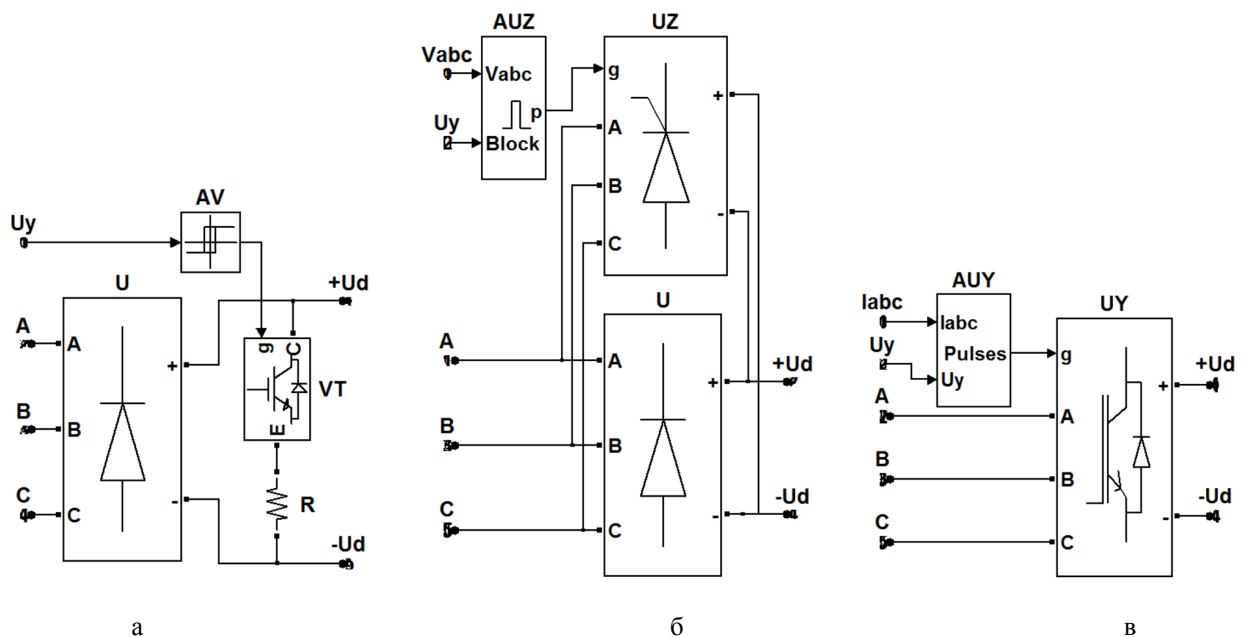 AV
Uy
U
+Ud
A
A
+
g
C
VT
B
B
E
-
R
C
C
-Ud
а
AUZ
UZ
Vabc
Vabc
g
p
Uy
Block
+
A
B
-
C
U
A
A
+Ud
+
B
B
-Ud
C
C
-
б
AUY
Iabc
Iabc
UY
Uy
Pulses
g
Uy
+Ud
A
A
+
B
B
-Ud
-
C
C
в